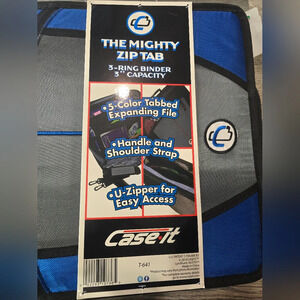 THE MIGHTY
ZIP TAB
3-RING BINDER
3" CAPACITY
• 5-Color Tabbed
Expanding File
• Handle and
Shoulder Strap
• U-Zipper for
Easy Access
Case it
T-641